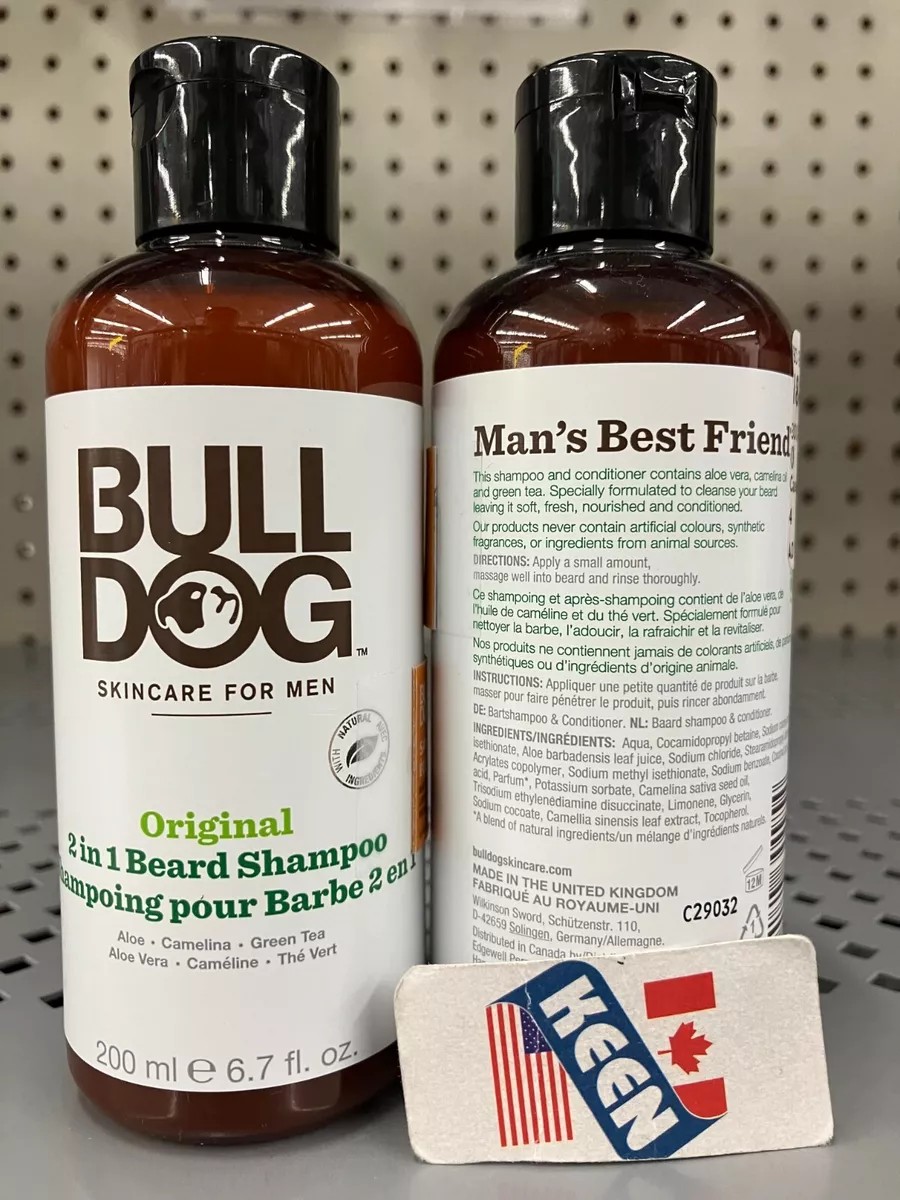 BULL
DOG™
SKINCARE FOR MEN
WITH NATURAL INGREDIENTS AVEC
Original
2 in 1 Beard Shampoo
pour Barbe 2 en 1
Aloe • Camelina • Green Tea
Aloe Vera • Caméline • Thé Vert
200 ml e 6.7 fl. oz.
Man's Best Friend
This shampoo and conditioner contains aloe vera, camelina oil
and green tea. Specially formulated to cleanse your beard
leaving it soft, fresh, nourished and conditioned.
Our products never contain artificial colours, synthetic
fragrances, or ingredients from animal sources.
DIRECTIONS: Apply a small amount,
massage well into beard and rinse thoroughly.
Ce shampoing et après-shampoing contient de l'aloe vera, de
l'huile de caméline et du thé vert. Spécialement formulé pour
nettoyer la barbe, l'adoucir, la rafraichir et la revitaliser.
Nos produits ne contiennent jamais de colorants artificiels, de
synthétiques ou d'ingrédients d'origine animale.
INSTRUCTIONS: Appliquer une petite quantité de produit sur la barbe,
masser pour faire pénétrer le produit, puis rincer abondamment.
DE: Bartshampoo & Conditioner. NL: Baard shampoo & conditioner.
INGREDIENTS/INGRÉDIENTS: Aqua, Cocamidopropyl betaine, Sodium
isethionate, Aloe barbadensis leaf juice, Sodium chloride,
Acrylates copolymer, Sodium methyl isethionate, Sodium benzoate,
acid, Parfum*, Potassium sorbate, Camelina sativa seed oil,
Trisodium ethylenediamine disuccinate, Limonene, Glycerin,
Sodium cocoate, Camellia sinensis leaf extract, Tocopherol.
*A blend of natural ingredients/un mélange d'ingrédients naturels.
bulldogskincare.com
MADE IN THE UNITED KINGDOM
FABRIQUÉ AU ROYAUME-UNI
Wilkinson Sword, Schützenstr. 110,
D-42659 Solingen, Germany/Allemagne.
Distributed in Canada by
Edgewell
C29032
12M
1
KEEN